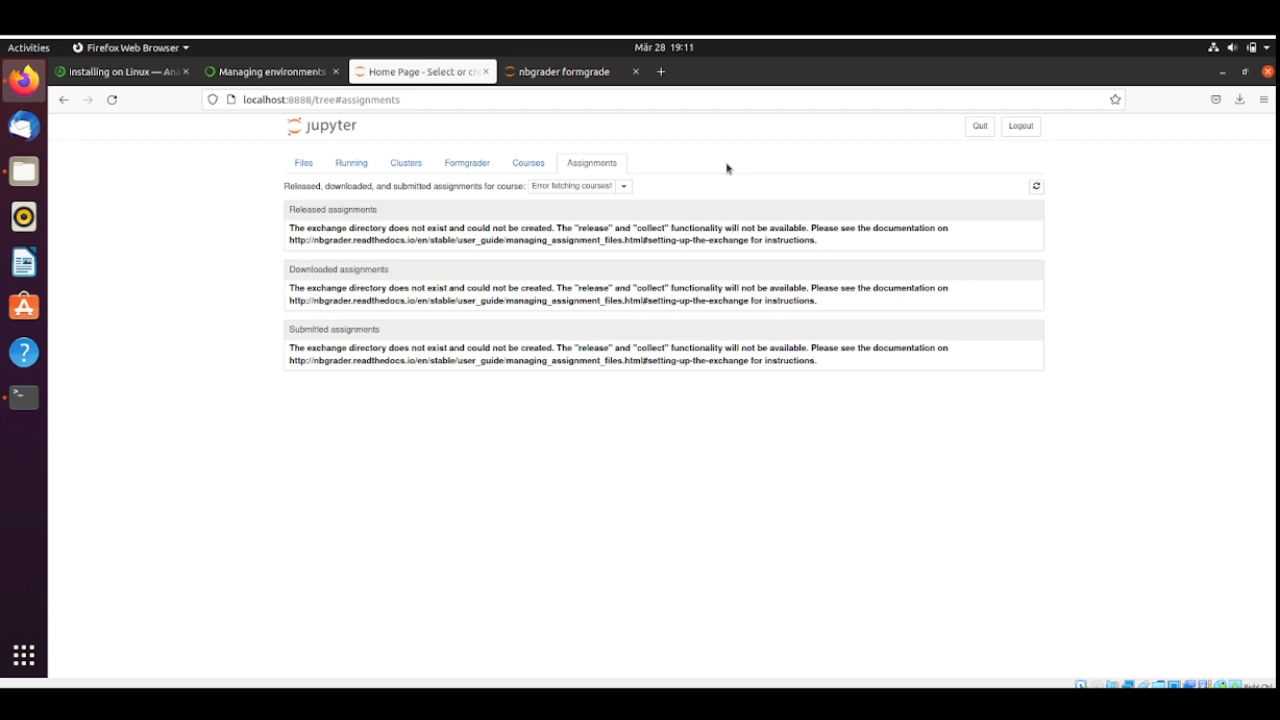 Activities
Firefox Web Browser
Mär 28 19:11
Installing on Linux — Ana
Managing environments
Home Page - Select or cre
nbgrader formgrade
localhost:8888/tree#assignments
jupyter
Quit
Logout
Files
Running
Clusters
Formgrader
Courses
Assignments
Released, downloaded, and submitted assignments for course: Error fetching courses!
Released assignments
The exchange directory does not exist and could not be created. The "release" and "collect" functionality will not be available. Please see the documentation on
http://nbgrader.readthedocs.io/en/stable/user_guide/managing_assignment_files.html#setting-up-the-exchange for instructions.
Downloaded assignments
The exchange directory does not exist and could not be created. The "release" and "collect" functionality will not be available. Please see the documentation on
http://nbgrader.readthedocs.io/en/stable/user_guide/managing_assignment_files.html#setting-up-the-exchange for instructions.
Submitted assignments
The exchange directory does not exist and could not be created. The "release" and "collect" functionality will not be available. Please see the documentation on
http://nbgrader.readthedocs.io/en/stable/user_guide/managing_assignment_files.html#setting-up-the-exchange for instructions.